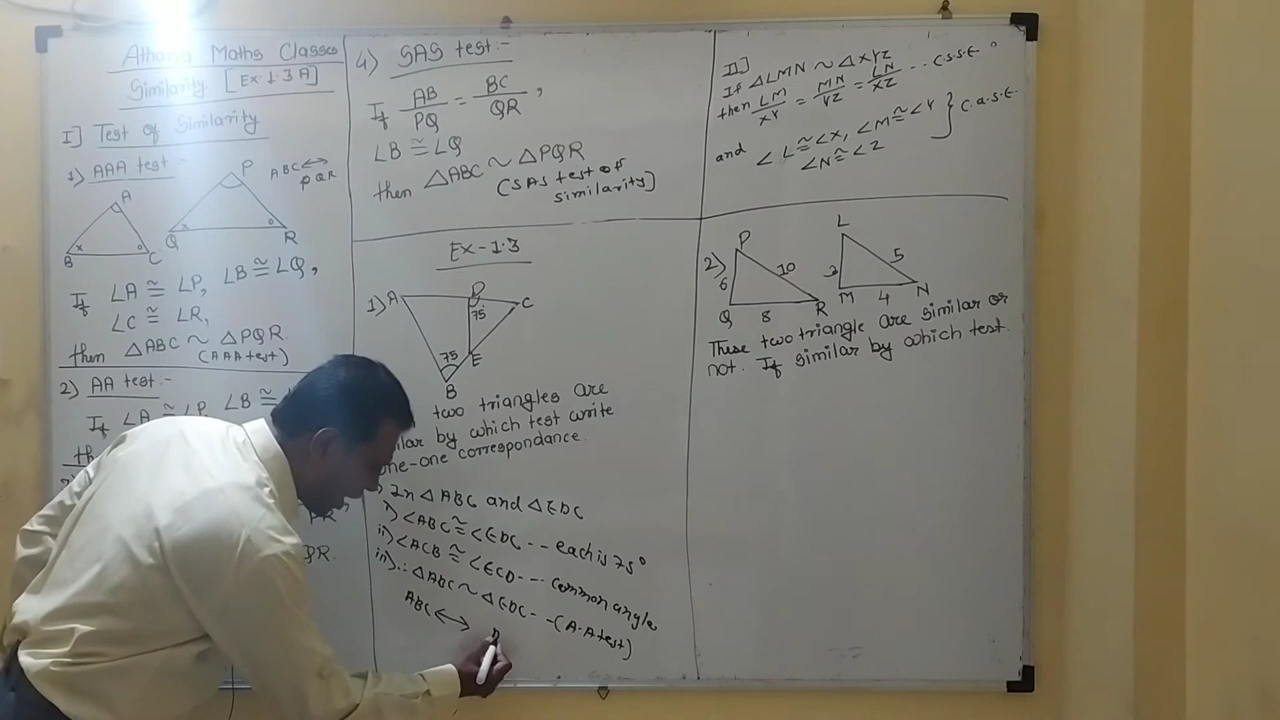 Atharva Maths Classes
Similarity [Ex-1.3A]
I] Test of Similarity
1) AAA test :-
P
ABC ↔
PQR
A
B
C
Q
R
x
o
x
o
If ∠A ≅ ∠P, ∠B ≅ ∠Q,
∠C ≅ ∠R,
then △ABC ~ △PQR
(AAA test)
2) AA test :-
If ∠A ≅ ∠P, ∠B ≅
th
PQR.
4) SAS test :-
If AB/PQ = BC/QR,
∠B ≅ ∠Q
then △ABC ~ △PQR
(SAS test of
similarity)
Ex-1.3
1)
A
D
C
75
E
75
B
two triangles are
ilar by which test write
one-one correspondance.
In △ABC and △EDC
i) ∠ABC ≅ ∠EDC -- each is 75°
ii) ∠ACB ≅ ∠ECD --- common angle
iii) ∴ △ABC ~ △EDC -- (A-A test)
ABC ↔
II]
If △LMN ~ △XYZ
then LM/XY = MN/YZ = LN/XZ -- c.s.s.t
and ∠L ≅ ∠X, ∠M ≅ ∠Y } c.a.s.t.
∠N ≅ ∠Z
2)
P
6
10
Q
8
R
L
3
5
M
4
N
These two triangle are similar or
not. If similar by which test.